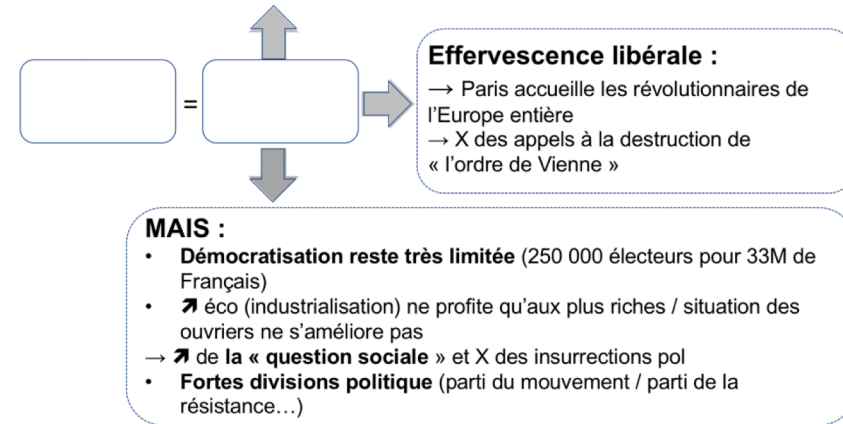 =
Effervescence libérale :
→ Paris accueille les révolutionnaires de
l’Europe entière
→ X des appels à la destruction de
« l’ordre de Vienne »
MAIS :
• Démocratisation reste très limitée (250 000 électeurs pour 33M de
Français)
• ↗ éco (industrialisation) ne profite qu’aux plus riches / situation des
ouvriers ne s’améliore pas
→ ↗ de la « question sociale » et X des insurrections pol
• Fortes divisions politique (parti du mouvement / parti de la
résistance…)